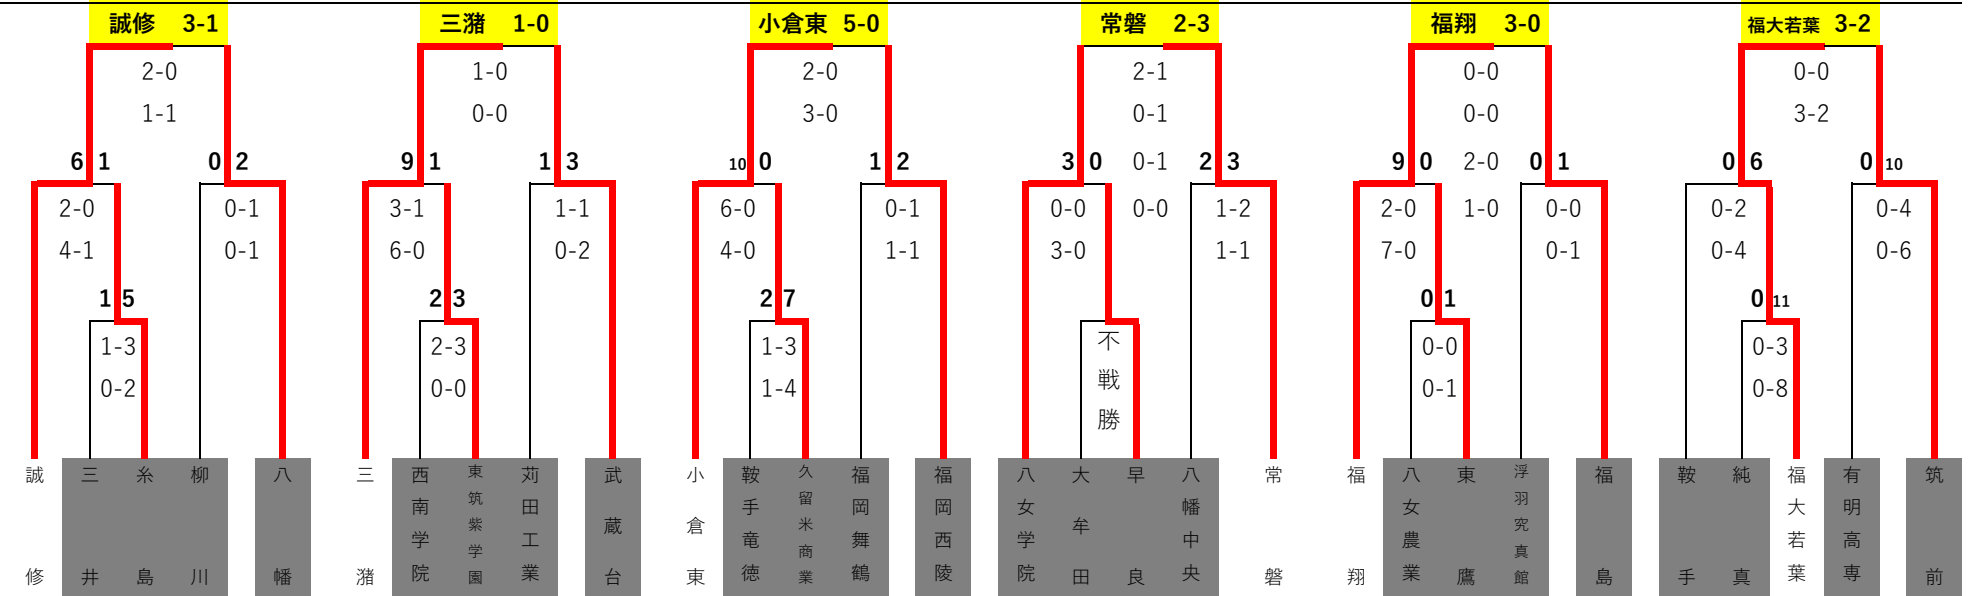 誠修 3-1
三潴 1-0
小倉東 5-0
常磐 2-3
福翔 3-0
福大若葉 3-2
2-0
1-0
2-0
2-1
0-0
0-0
1-1
0-0
3-0
0-1
0-0
3-2
6 1
0 2
9 1
1 3
10 0
1 2
3 0
0-1
2 3
9 0
2-0
0 1
0 6
0 10
2-0
0-1
3-1
1-1
6-0
0-1
0-0
0-0
1-2
2-0
1-0
0-0
0-2
0-4
4-1
0-1
6-0
0-2
4-0
1-1
3-0
1-1
7-0
0-1
0-4
0-6
1 5
2 3
2 7
0 1
0 11
1-3
2-3
1-3
不戦勝
0-0
0-3
0-2
0-0
1-4
0-1
0-8
誠修
三井
糸島
柳川
八幡
三潴
西南学院
東筑紫学園
苅田工業
武蔵台
小倉東
鞍手竜徳
久留米商業
福岡舞鶴
福岡西陵
八女学院
大牟田
早良
八幡中央
常磐
福翔
八女農業
東鷹
浮羽究真館
福島
鞍手
純真
福大若葉
有明高専
筑前